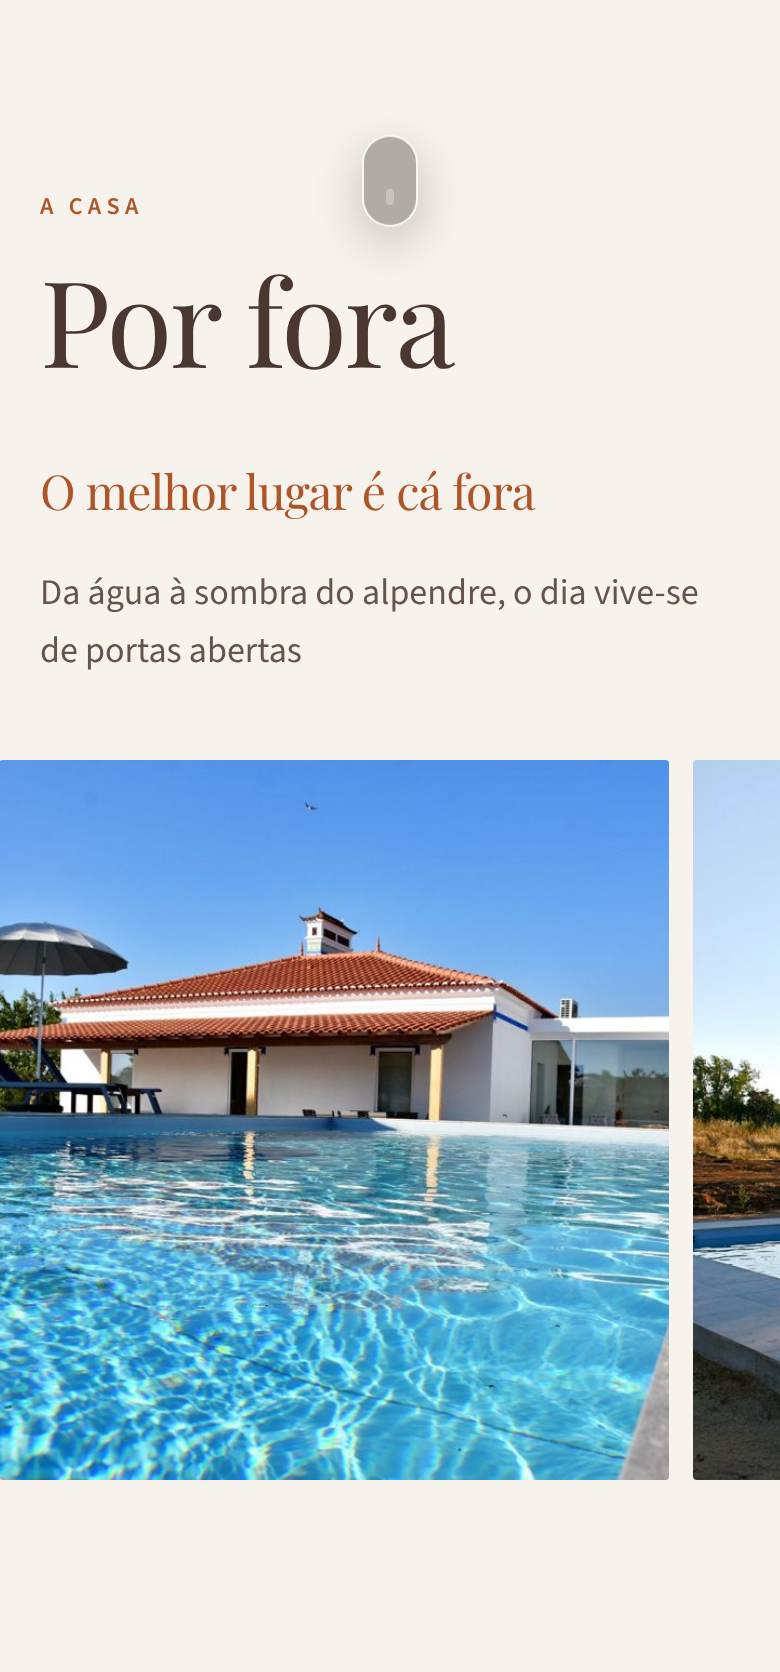 A CASA
Por fora
O melhor lugar é cá fora
Da água à sombra do alpendre, o dia vive-se
de portas abertas